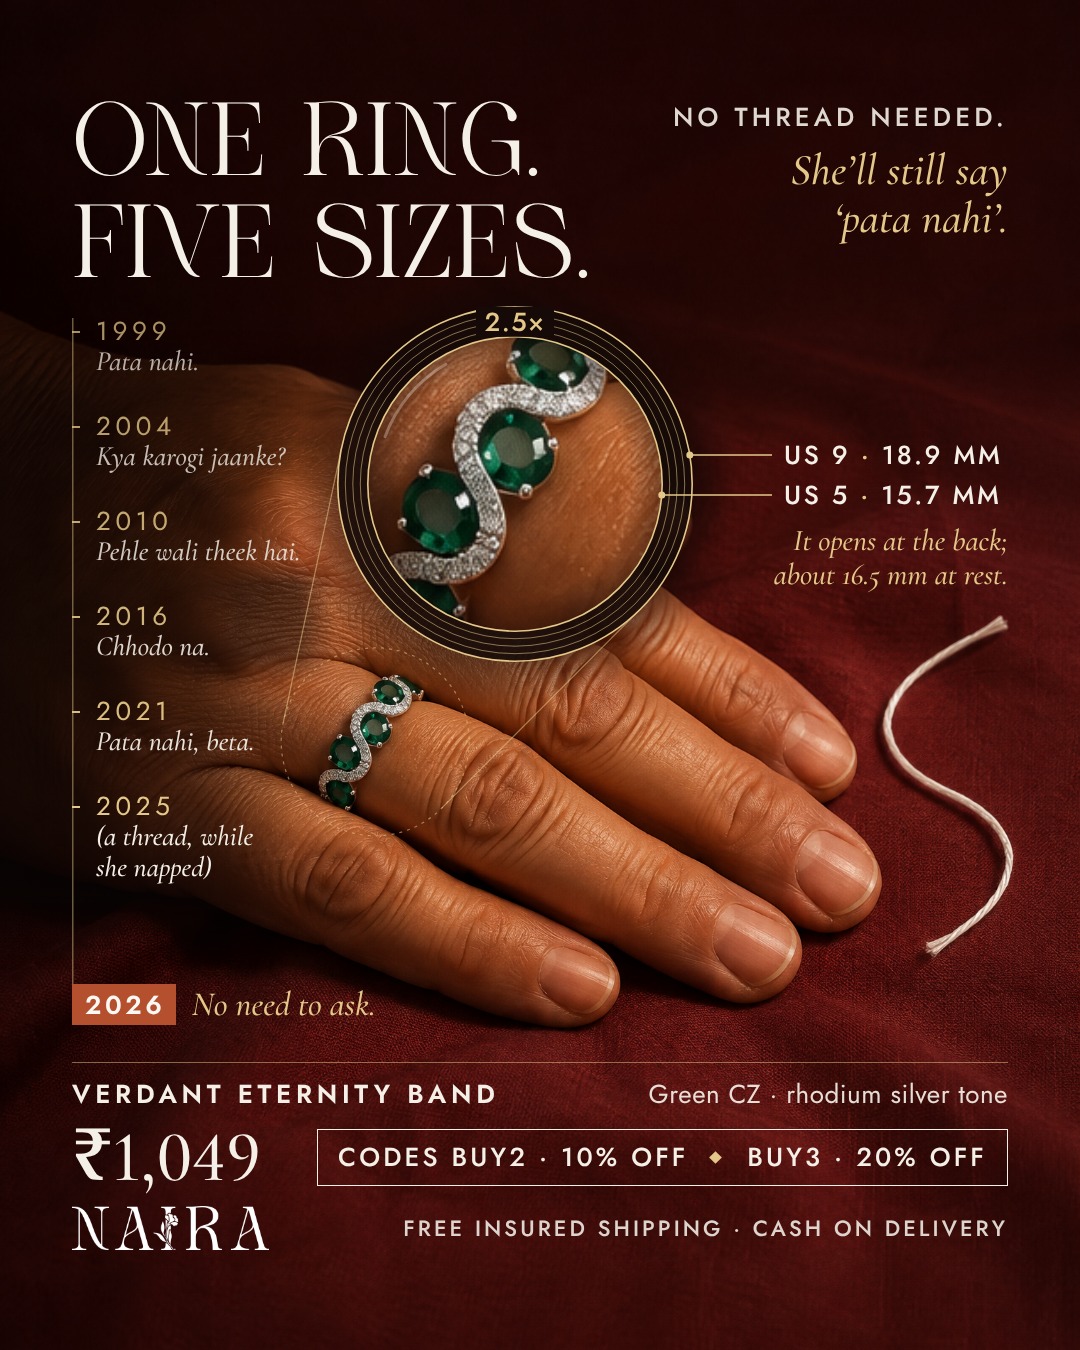 ONE RING.
FIVE SIZES.
NO THREAD NEEDED.
She’ll still say
‘pata nahi’.
1999
Pata nahi.
2004
Kya karogi jaanke?
2010
Pehle wali theek hai.
2016
Chhodo na.
2021
Pata nahi, beta.
2025
(a thread, while
she napped)
2026 No need to ask.
2.5×
US 9 · 18.9 MM
US 5 · 15.7 MM
It opens at the back;
about 16.5 mm at rest.
VERDANT ETERNITY BAND
Green CZ · rhodium silver tone
₹1,049
CODES BUY2 · 10% OFF ◆ BUY3 · 20% OFF
NAIRA
FREE INSURED SHIPPING · CASH ON DELIVERY